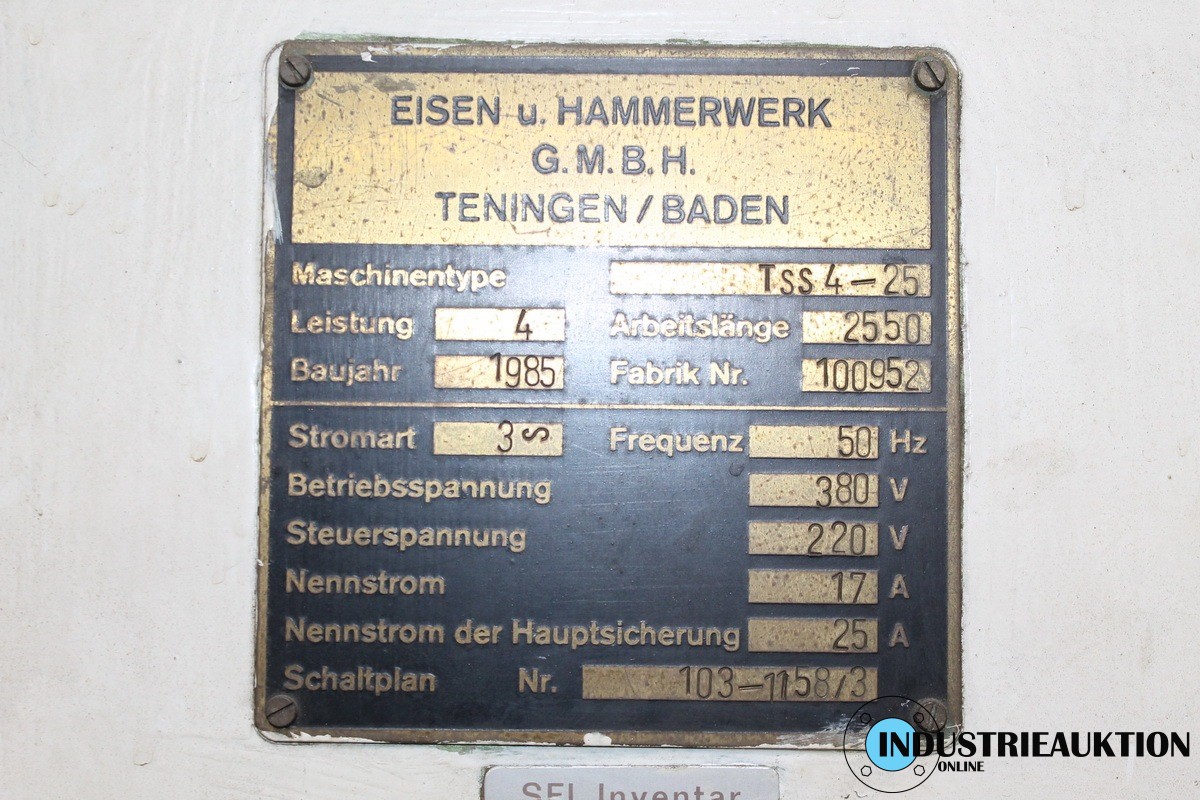 EISEN u. HAMMERWERK
G.M.B.H.
TENINGEN / BADEN
Maschinentype TSS 4-25
Leistung 4 Arbeitslänge 2550
Baujahr 1985 Fabrik Nr. 100952
Stromart 3 S Frequenz 50 Hz
Betriebsspannung 380 V
Steuerspannung 220 V
Nennstrom 17 A
Nennstrom der Hauptsicherung 25 A
Schaltplan Nr. 103-1158/3
INDUSTRIEAUKTION
ONLINE
SEL Inventar